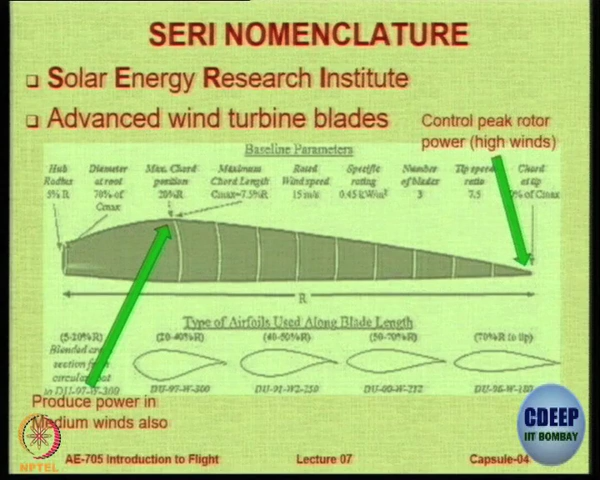 SERI NOMENCLATURE
Solar Energy Research Institute
Advanced wind turbine blades
Control peak rotor
power (high winds)
Baseline Parameters
Hub Diameter Max. Chord Maximum Rated Specific Number Tip speed Chord
Radius at root position Chord Length Wind speed rating of blades ratio at tip
5% R 70% of 20%R Cmax=7.5%R 15 m/s 0.45 kW/m² 3 7.5 % of Cmax
Cmax
R
Type of Airfoils Used Along Blade Length
(5-20%R) (20-40%R) (40-50%R) (50-70%R) (70%R to tip)
Blended
section
circular
DU-97-W-300 DU-91-W2-250 DU-00-W-212 DU-96-W-180
Produce power in
Medium winds also
CDEEP
IIT BOMBAY
NPTEL
AE-705 Introduction to Flight Lecture 07 Capsule-04